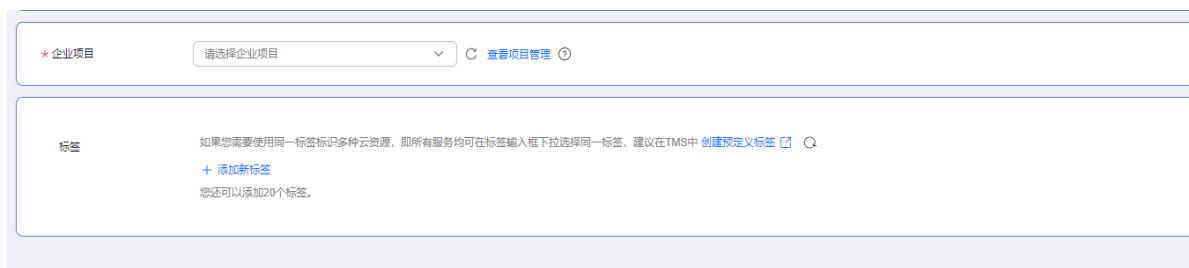 * 企业项目 请选择企业项目 查看项目管理 ?
标签 如果您需要使用同一标签标识多种云资源，即所有服务均可在标签输入框下拉选择同一标签，建议在TMS中 创建预定义标签
+ 添加新标签
您还可以添加20个标签。